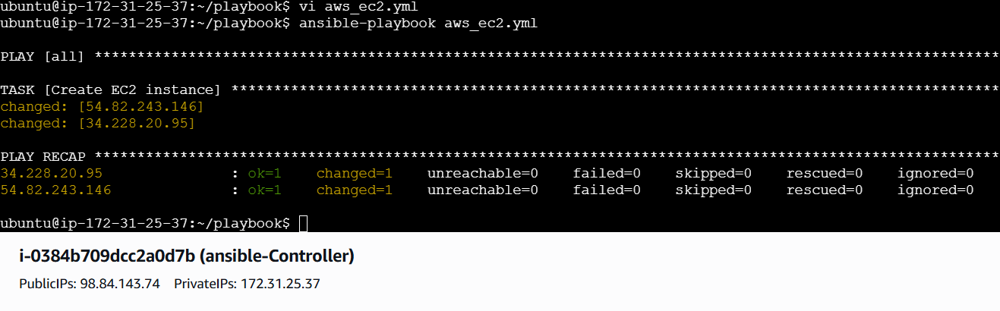 ubuntu@ip-172-31-25-37:~/playbook$ vi aws_ec2.yml
ubuntu@ip-172-31-25-37:~/playbook$ ansible-playbook aws_ec2.yml
PLAY [all] **********************************************************************************************************
TASK [Create EC2 instance] ******************************************************************************************
changed: [54.82.243.146]
changed: [34.228.20.95]
PLAY RECAP **********************************************************************************************************
34.228.20.95               : ok=1    changed=1    unreachable=0    failed=0    skipped=0    rescued=0    ignored=0
54.82.243.146              : ok=1    changed=1    unreachable=0    failed=0    skipped=0    rescued=0    ignored=0
ubuntu@ip-172-31-25-37:~/playbook$
i-0384b709dcc2a0d7b (ansible-Controller)
PublicIPs: 98.84.143.74    PrivateIPs: 172.31.25.37